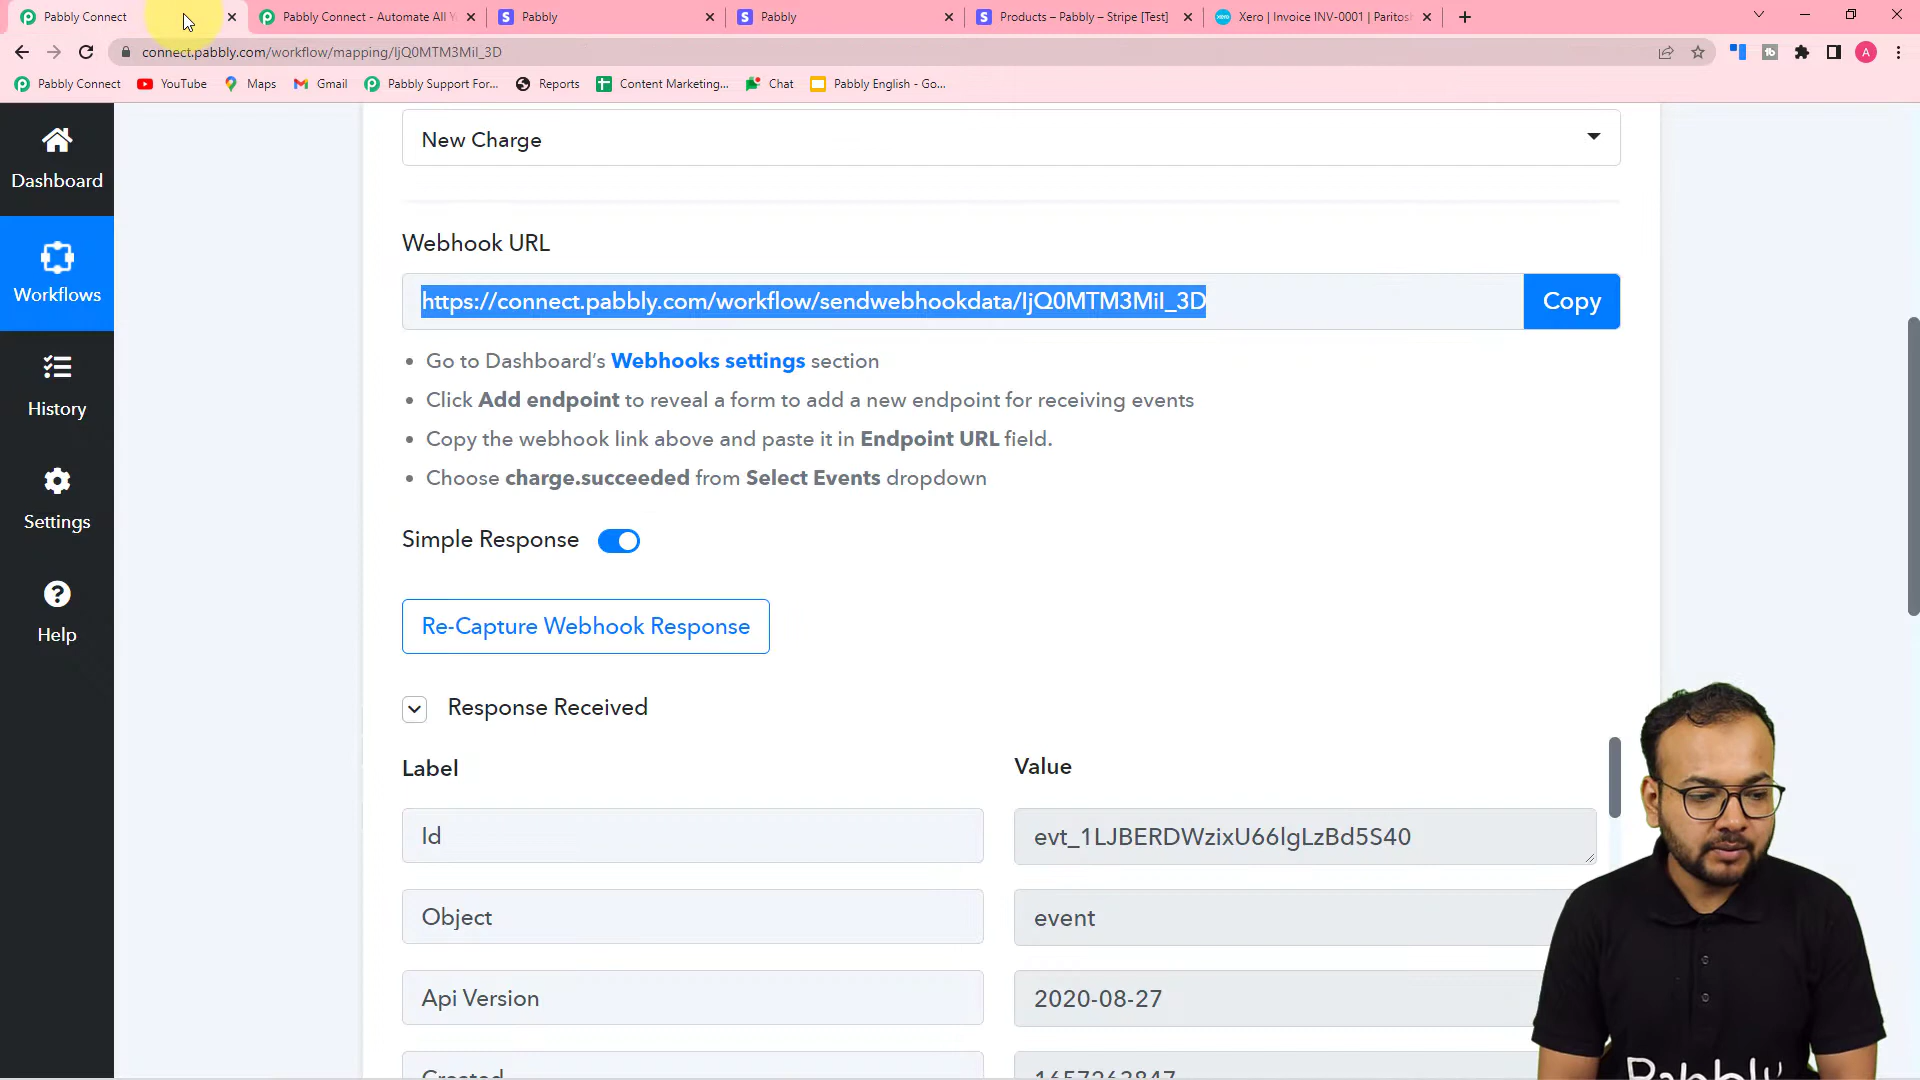 Pabbly Connect
Pabbly Connect - Automate All Y
Pabbly
Pabbly
Products – Pabbly – Stripe [Test]
Xero | Invoice INV-0001 | Paritos
connect.pabbly.com/workflow/mapping/IjQ0MTM3MiI_3D
A
Pabbly Connect
YouTube
Maps
Gmail
Pabbly Support For...
Reports
Content Marketing...
Chat
Pabbly English - Go...
Dashboard
Workflows
History
Settings
Help
New Charge
Webhook URL
https://connect.pabbly.com/workflow/sendwebhookdata/IjQ0MTM3MiI_3D
Copy
Go to Dashboard's Webhooks settings section
Click Add endpoint to reveal a form to add a new endpoint for receiving events
Copy the webhook link above and paste it in Endpoint URL field.
Choose charge.succeeded from Select Events dropdown
Simple Response
Re-Capture Webhook Response
Response Received
Label
Value
Id
evt_1LJBERDWzixU66lgLzBd5S40
Object
event
Api Version
2020-08-27
Created
1657263847
Pabbly